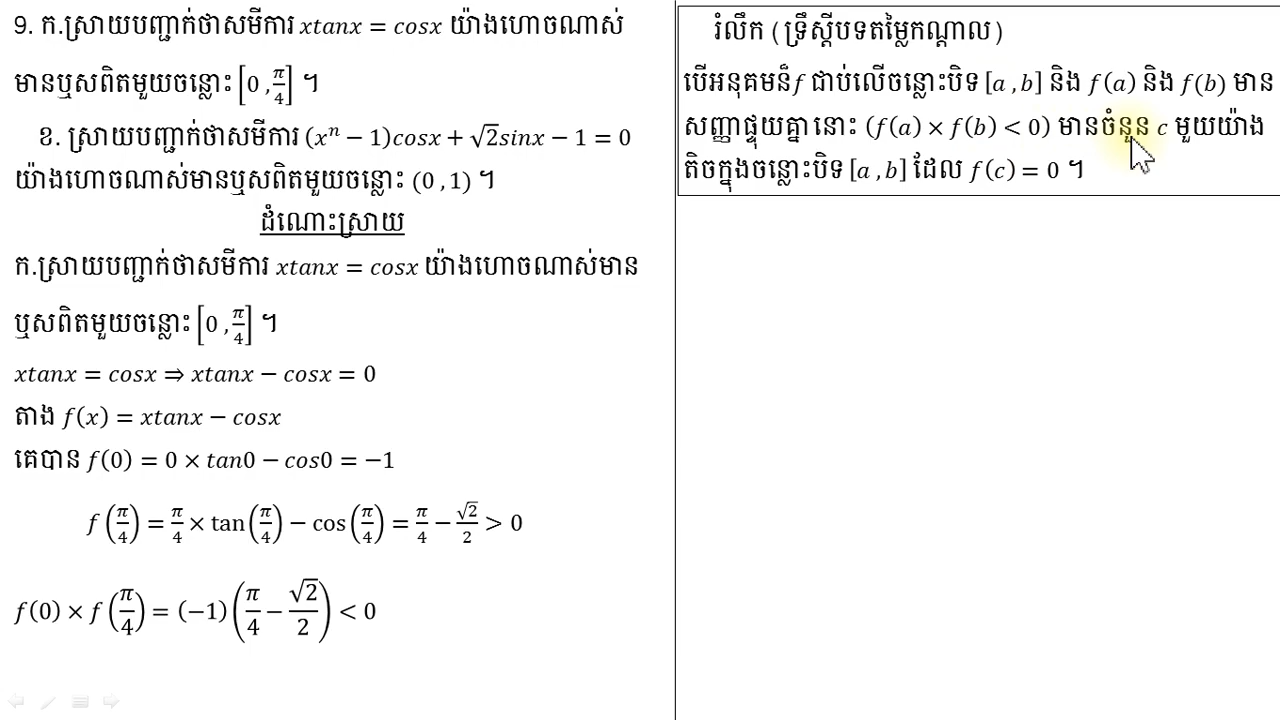 9. ក.ស្រាយបញ្ជាក់ថាសមីការ xtanx = cosx យ៉ាងហោចណាស់
មានឬសពិតមួយចន្លោះ [0 , π/4] ។
ខ. ស្រាយបញ្ជាក់ថាសមីការ (xⁿ − 1)cosx + √2sinx − 1 = 0
យ៉ាងហោចណាស់មានឬសពិតមួយចន្លោះ (0 , 1) ។
ដំណោះស្រាយ
ក.ស្រាយបញ្ជាក់ថាសមីការ xtanx = cosx យ៉ាងហោចណាស់មាន
ឬសពិតមួយចន្លោះ [0 , π/4] ។
xtanx = cosx ⇒ xtanx − cosx = 0
តាង f(x) = xtanx − cosx
គេបាន f(0) = 0 × tan0 − cos0 = −1
f(π/4) = π/4 × tan(π/4) − cos(π/4) = π/4 − √2/2 > 0
f(0) × f(π/4) = (−1)(π/4 − √2/2) < 0
រំលឹក (ទ្រឹស្តីបទតម្លៃកណ្តាល)
បើអនុគមន៏f ជាប់លើចន្លោះបិទ [a , b] និង f(a) និង f(b) មាន
សញ្ញាផ្ទុយគ្នានោះ (f(a) × f(b) < 0) មានចំនួន c មួយយ៉ាង
តិចក្នុងចន្លោះបិទ [a , b] ដែល f(c) = 0 ។